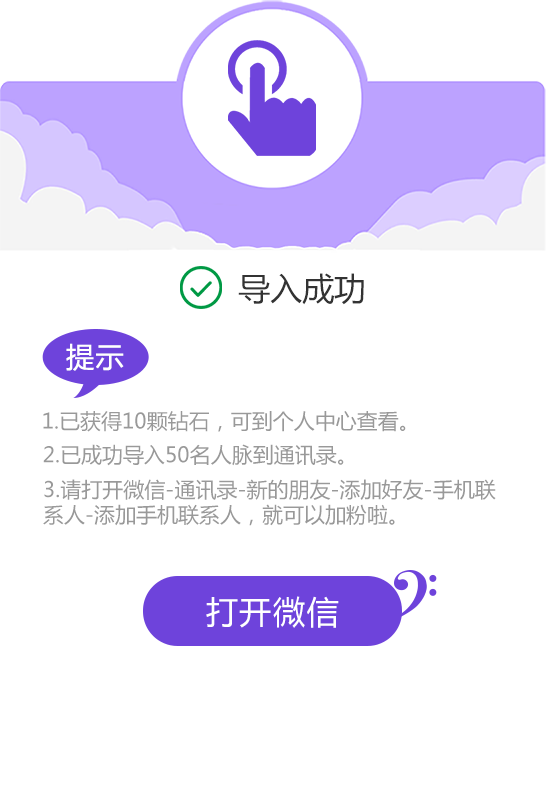 导入成功
提示
1.已获得10颗钻石，可到个人中心查看。
2.已成功导入50名人脉到通讯录。
3.请打开微信-通讯录-新的朋友-添加好友-手机联
系人-添加手机联系人，就可以加粉啦。
打开微信